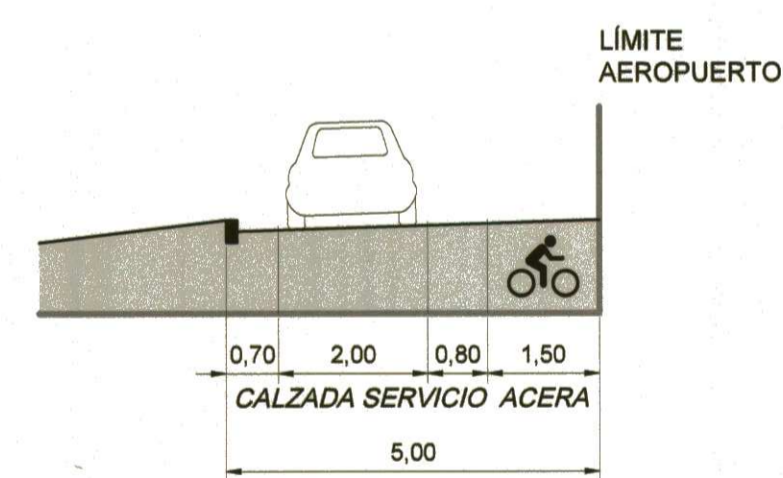 LÍMITE
AEROPUERTO
0,70 2,00 0,80 1,50
CALZADA SERVICIO ACERA
5,00